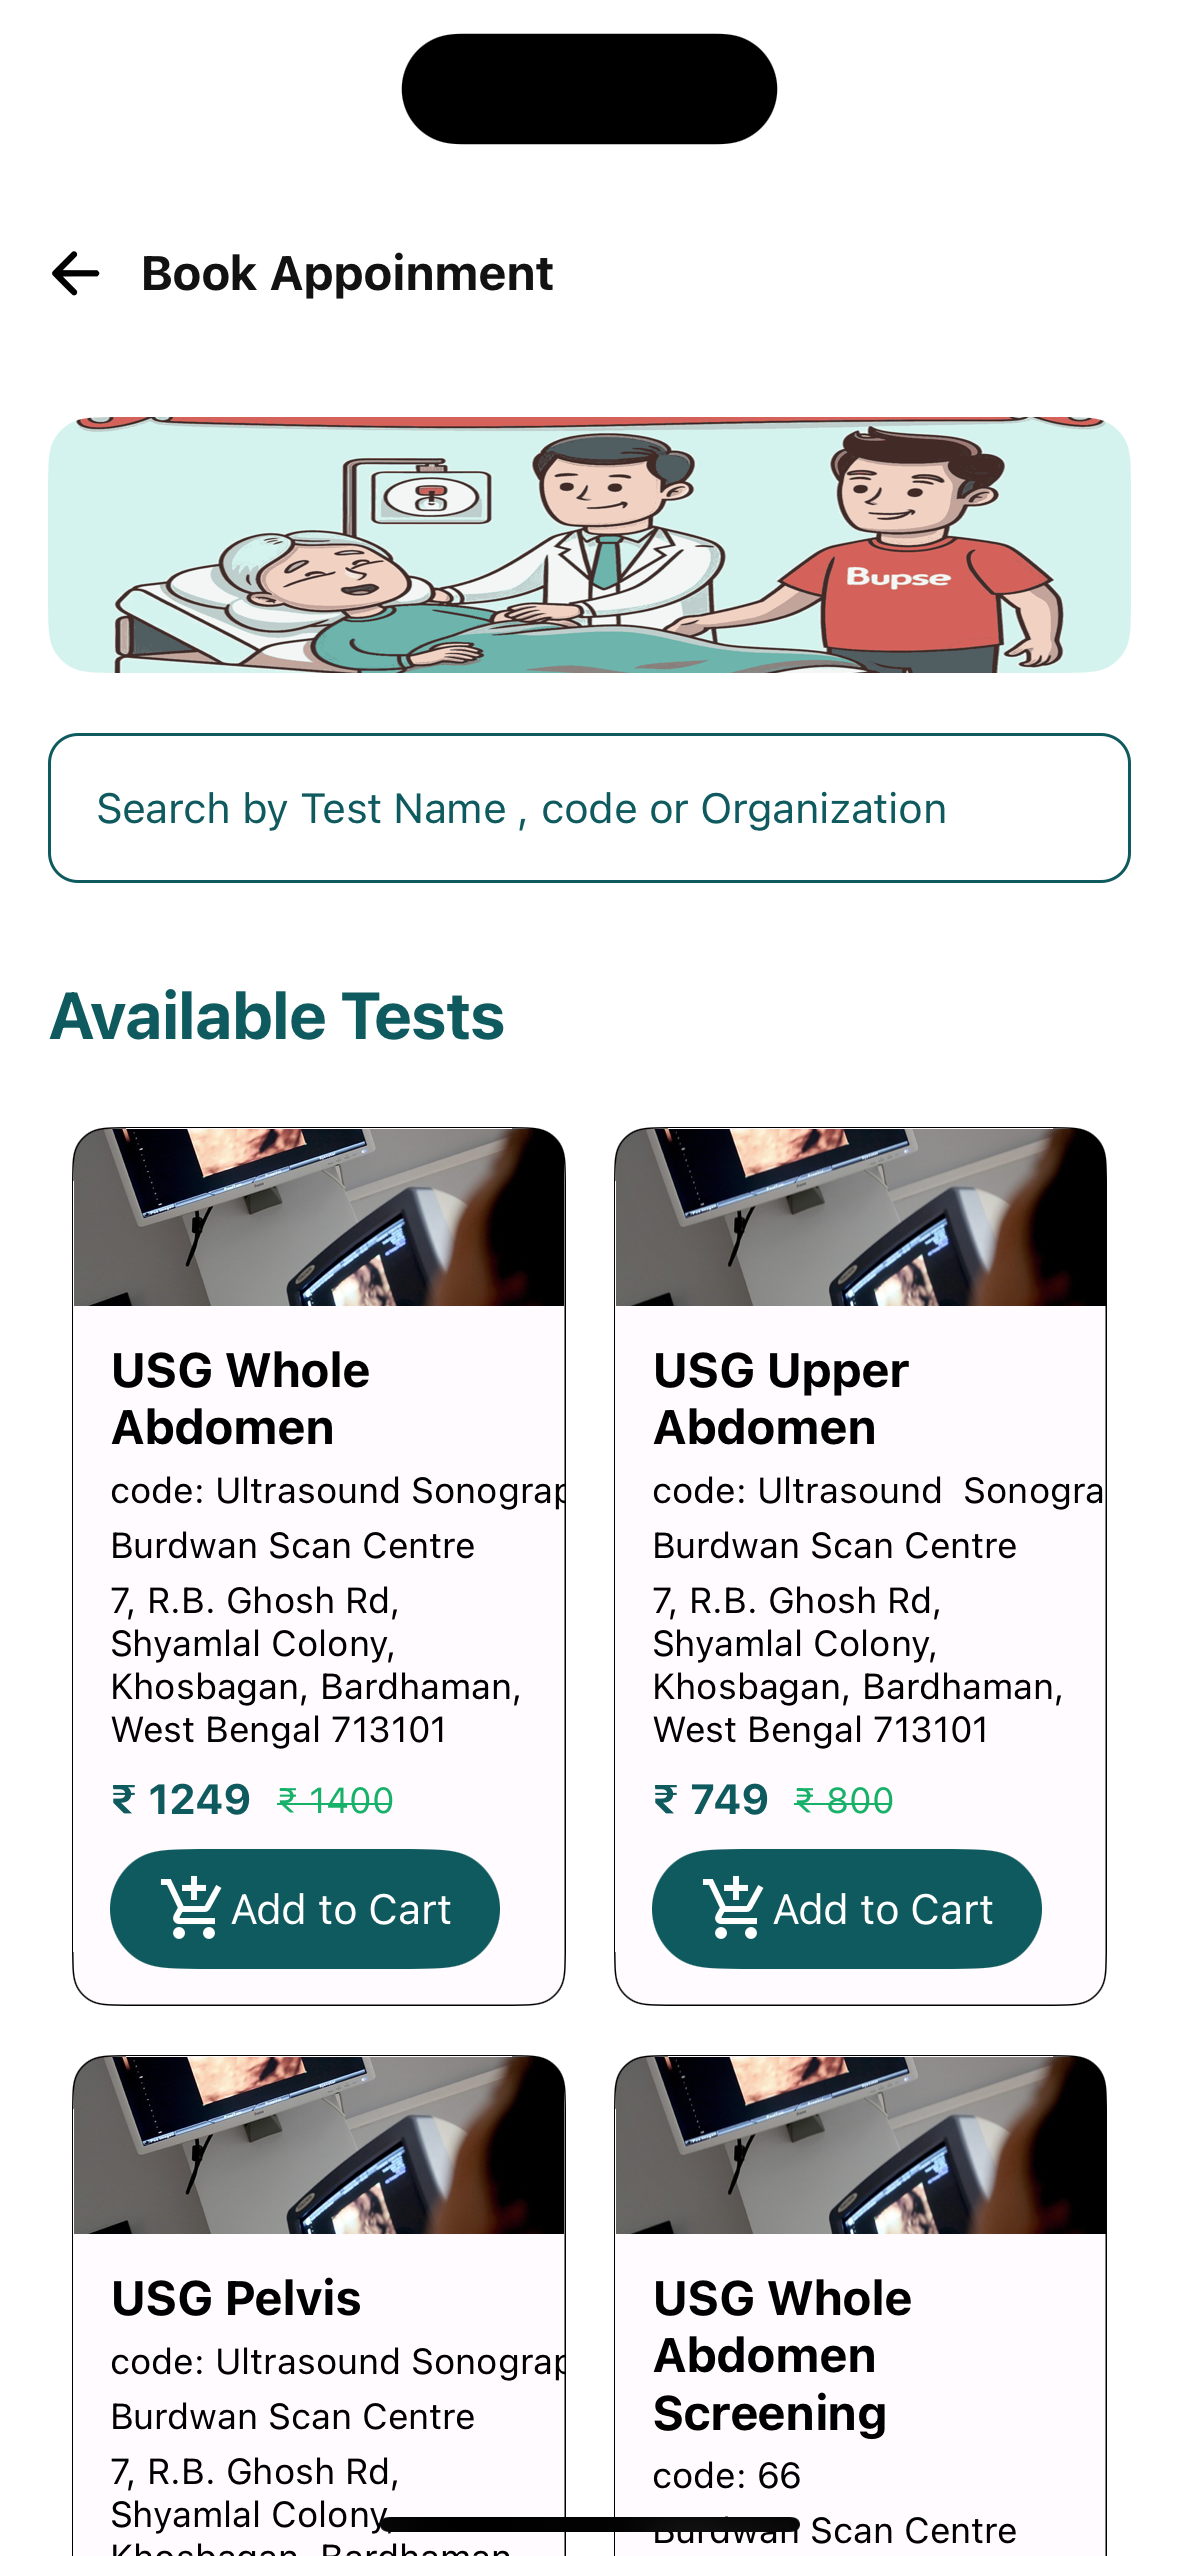 Book Appoinment
Bupse
Search by Test Name , code or Organization
Available Tests
USG Whole
Abdomen
code: Ultrasound Sonograp
Burdwan Scan Centre
7, R.B. Ghosh Rd,
Shyamlal Colony,
Khosbagan, Bardhaman,
West Bengal 713101
₹ 1249 ₹ 1400
Add to Cart
USG Upper
Abdomen
code: Ultrasound  Sonogra
Burdwan Scan Centre
7, R.B. Ghosh Rd,
Shyamlal Colony,
Khosbagan, Bardhaman,
West Bengal 713101
₹ 749 ₹ 800
Add to Cart
USG Pelvis
code: Ultrasound Sonograp
Burdwan Scan Centre
7, R.B. Ghosh Rd,
Shyamlal Colony,
Khosbagan, Bardhaman,
USG Whole
Abdomen
Screening
code: 66
Burdwan Scan Centre